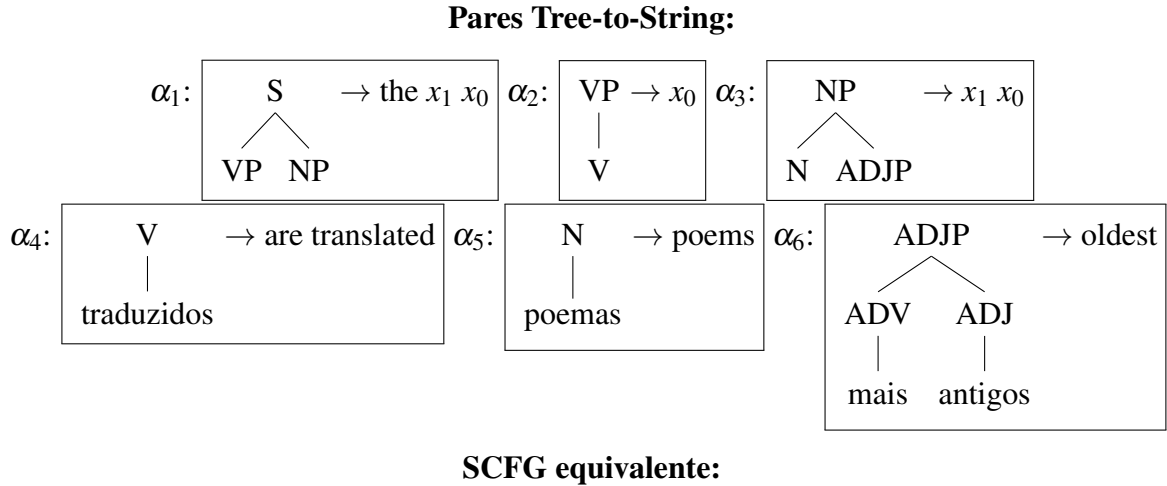 Pares Tree-to-String:
α₁: S → the x₁ x₀ α₂: VP → x₀ α₃: NP → x₁ x₀
VP NP V N ADJP
α₄: V → are translated α₅: N → poems α₆: ADJP → oldest
traduzidos poemas ADV ADJ
mais antigos
SCFG equivalente: